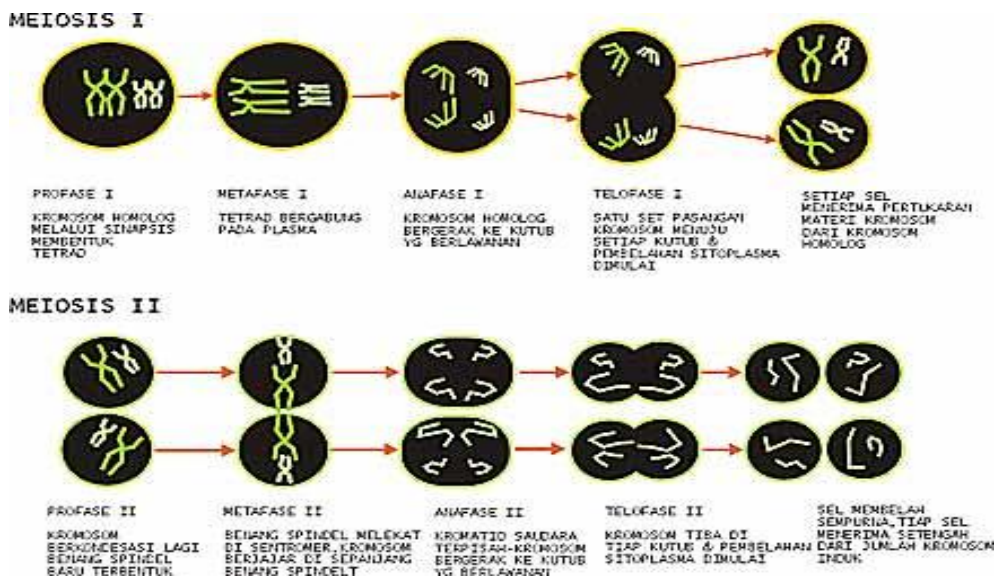 MEIOSIS I
PROFASE I
KROMOSOM HOMOLOG
MELALUI SINAPSIS
MEMBENTUK
TETRAD
METAFASE I
TETRAD BERGABUNG
PADA PLASMA
ANAFASE I
KROMOSOM HOMOLOG
BERGERAK KE KUTUB
YG BERLAWANAN
TELOFASE I
SATU SET PASANGAN
KROMOSOM MENUJU
SETIAP KUTUB &
PEMBELAHAN SITOPLASMA
DIMULAI
SETIAP SEL
MENERIMA PERTUKARAN
MATERI KROMOSOM
DARI KROMOSOM
HOMOLOG
MEIOSIS II
PROFASE II
KROMOSOM
BERKONDESASI LAGI
BENANG SPINDEL
BARU TERBENTUK
METAFASE II
BENANG SPINDEL MELEKAT
DI SENTROMER,KROMOSOM
BERJAJAR DI SEPANJANG
BENANG SPINDELT
ANAFASE II
KROMATID SAUDARA
TERPISAH-KROMOSOM
BERGERAK KE KUTUB
YG BERLAWANAN
TELOFASE II
KROMOSOM TIBA DI
TIAP KUTUB & PEMBELAHAN
SITOPLASMA DIMULAI
SEL MEMBELAH
SEMPURNA,TIAP SEL
MENERIMA SETENGAH
DARI JUMLAH KROMOSOM
INDUK